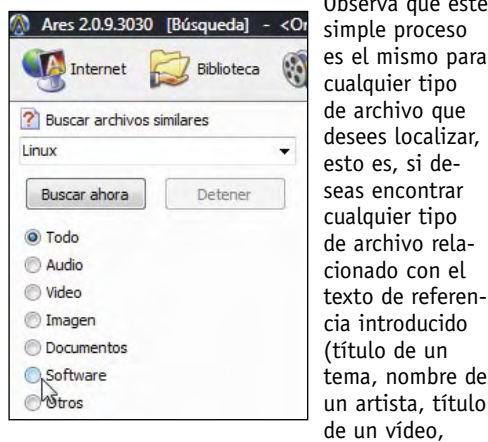 Ares 2.0.9.3030 [Búsqueda] - <Or
Internet Biblioteca
Buscar archivos similares
Linux
Buscar ahora Detener
Todo
Audio
Video
Imagen
Documentos
Software
Otros
Observa que este
simple proceso
es el mismo para
cualquier tipo
de archivo que
desees localizar,
esto es, si de-
seas encontrar
cualquier tipo
de archivo rela-
cionado con el
texto de referen-
cia introducido
(título de un
tema, nombre de
un artista, título
de un vídeo,